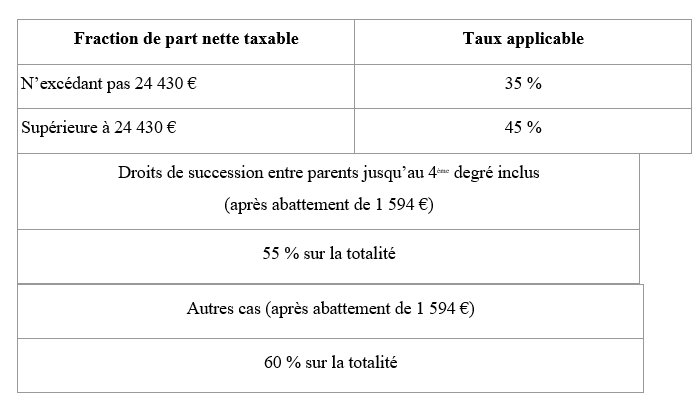 Fraction de part nette taxable Taux applicable
N’excédant pas 24 430 € 35 %
Supérieure à 24 430 € 45 %
Droits de succession entre parents jusqu’au 4ème degré inclus
(après abattement de 1 594 €)
55 % sur la totalité
Autres cas (après abattement de 1 594 €)
60 % sur la totalité